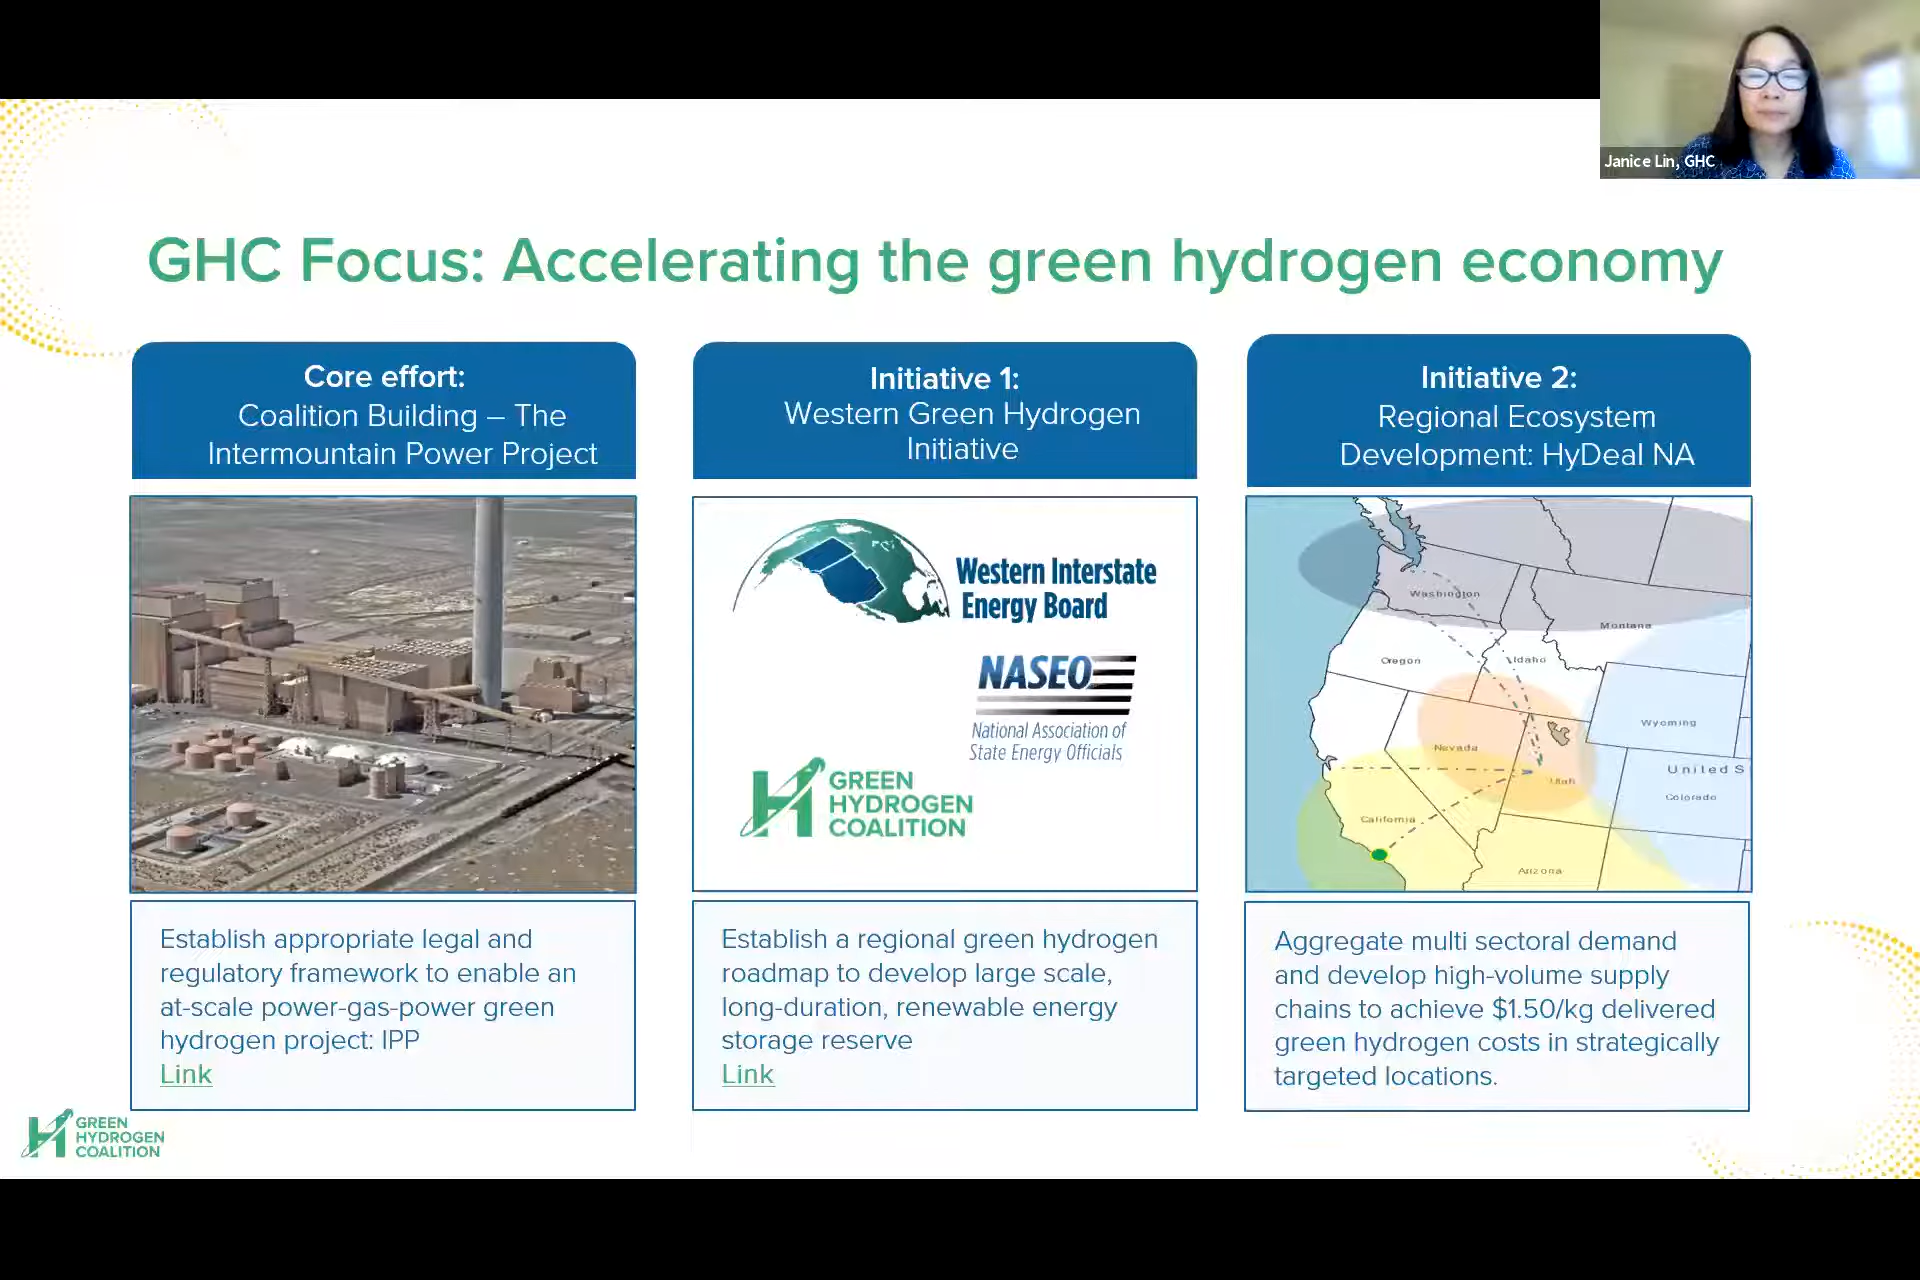 Janice Lin, GHC
GHC Focus: Accelerating the green hydrogen economy
Core effort:
Coalition Building – The
Intermountain Power Project
Establish appropriate legal and
regulatory framework to enable an
at-scale power-gas-power green
hydrogen project: IPP
Link
Initiative 1:
Western Green Hydrogen
Initiative
Western Interstate
Energy Board
NASEO
National Association of
State Energy Officials
GREEN
HYDROGEN
COALITION
Establish a regional green hydrogen
roadmap to develop large scale,
long-duration, renewable energy
storage reserve
Link
Initiative 2:
Regional Ecosystem
Development: HyDeal NA
Washington
Montana
Oregon
Idaho
Wyoming
Nevada
Utah
United S
Colorado
California
Arizona
Aggregate multi sectoral demand
and develop high-volume supply
chains to achieve $1.50/kg delivered
green hydrogen costs in strategically
targeted locations.
GREEN
HYDROGEN
COALITION